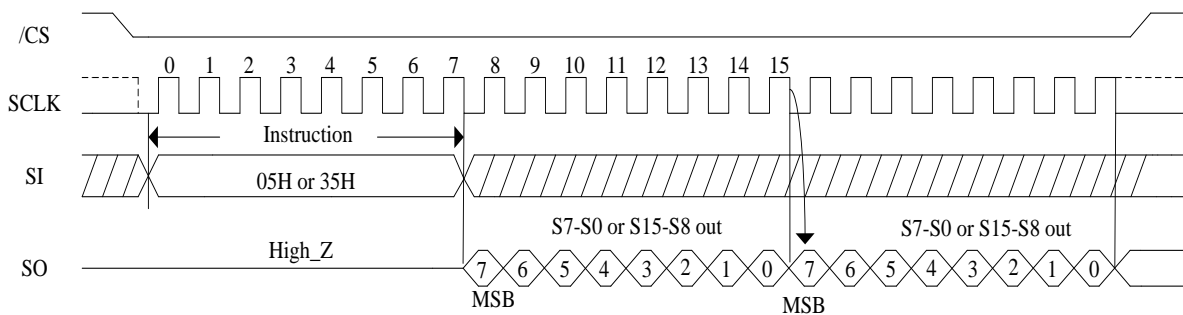 /CS
0 1 2 3 4 5 6 7 8 9 10 11 12 13 14 15
SCLK
Instruction
SI
05H or 35H
S7-S0 or S15-S8 out S7-S0 or S15-S8 out
High_Z
SO
7 6 5 4 3 2 1 0 7 6 5 4 3 2 1 0
MSB MSB